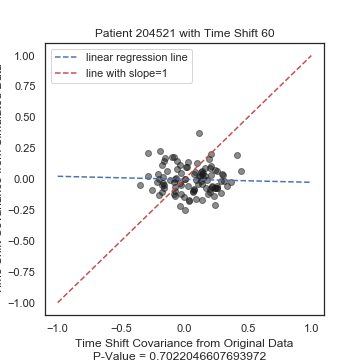 Patient 204521 with Time Shift 60
linear regression line
line with slope=1
1.00
0.75
0.50
0.25
0.00
−0.25
−0.50
−0.75
−1.00
−1.0
−0.5
0.0
0.5
1.0
Time Shift Covariance from Original Data
P-Value = 0.7022046607693972